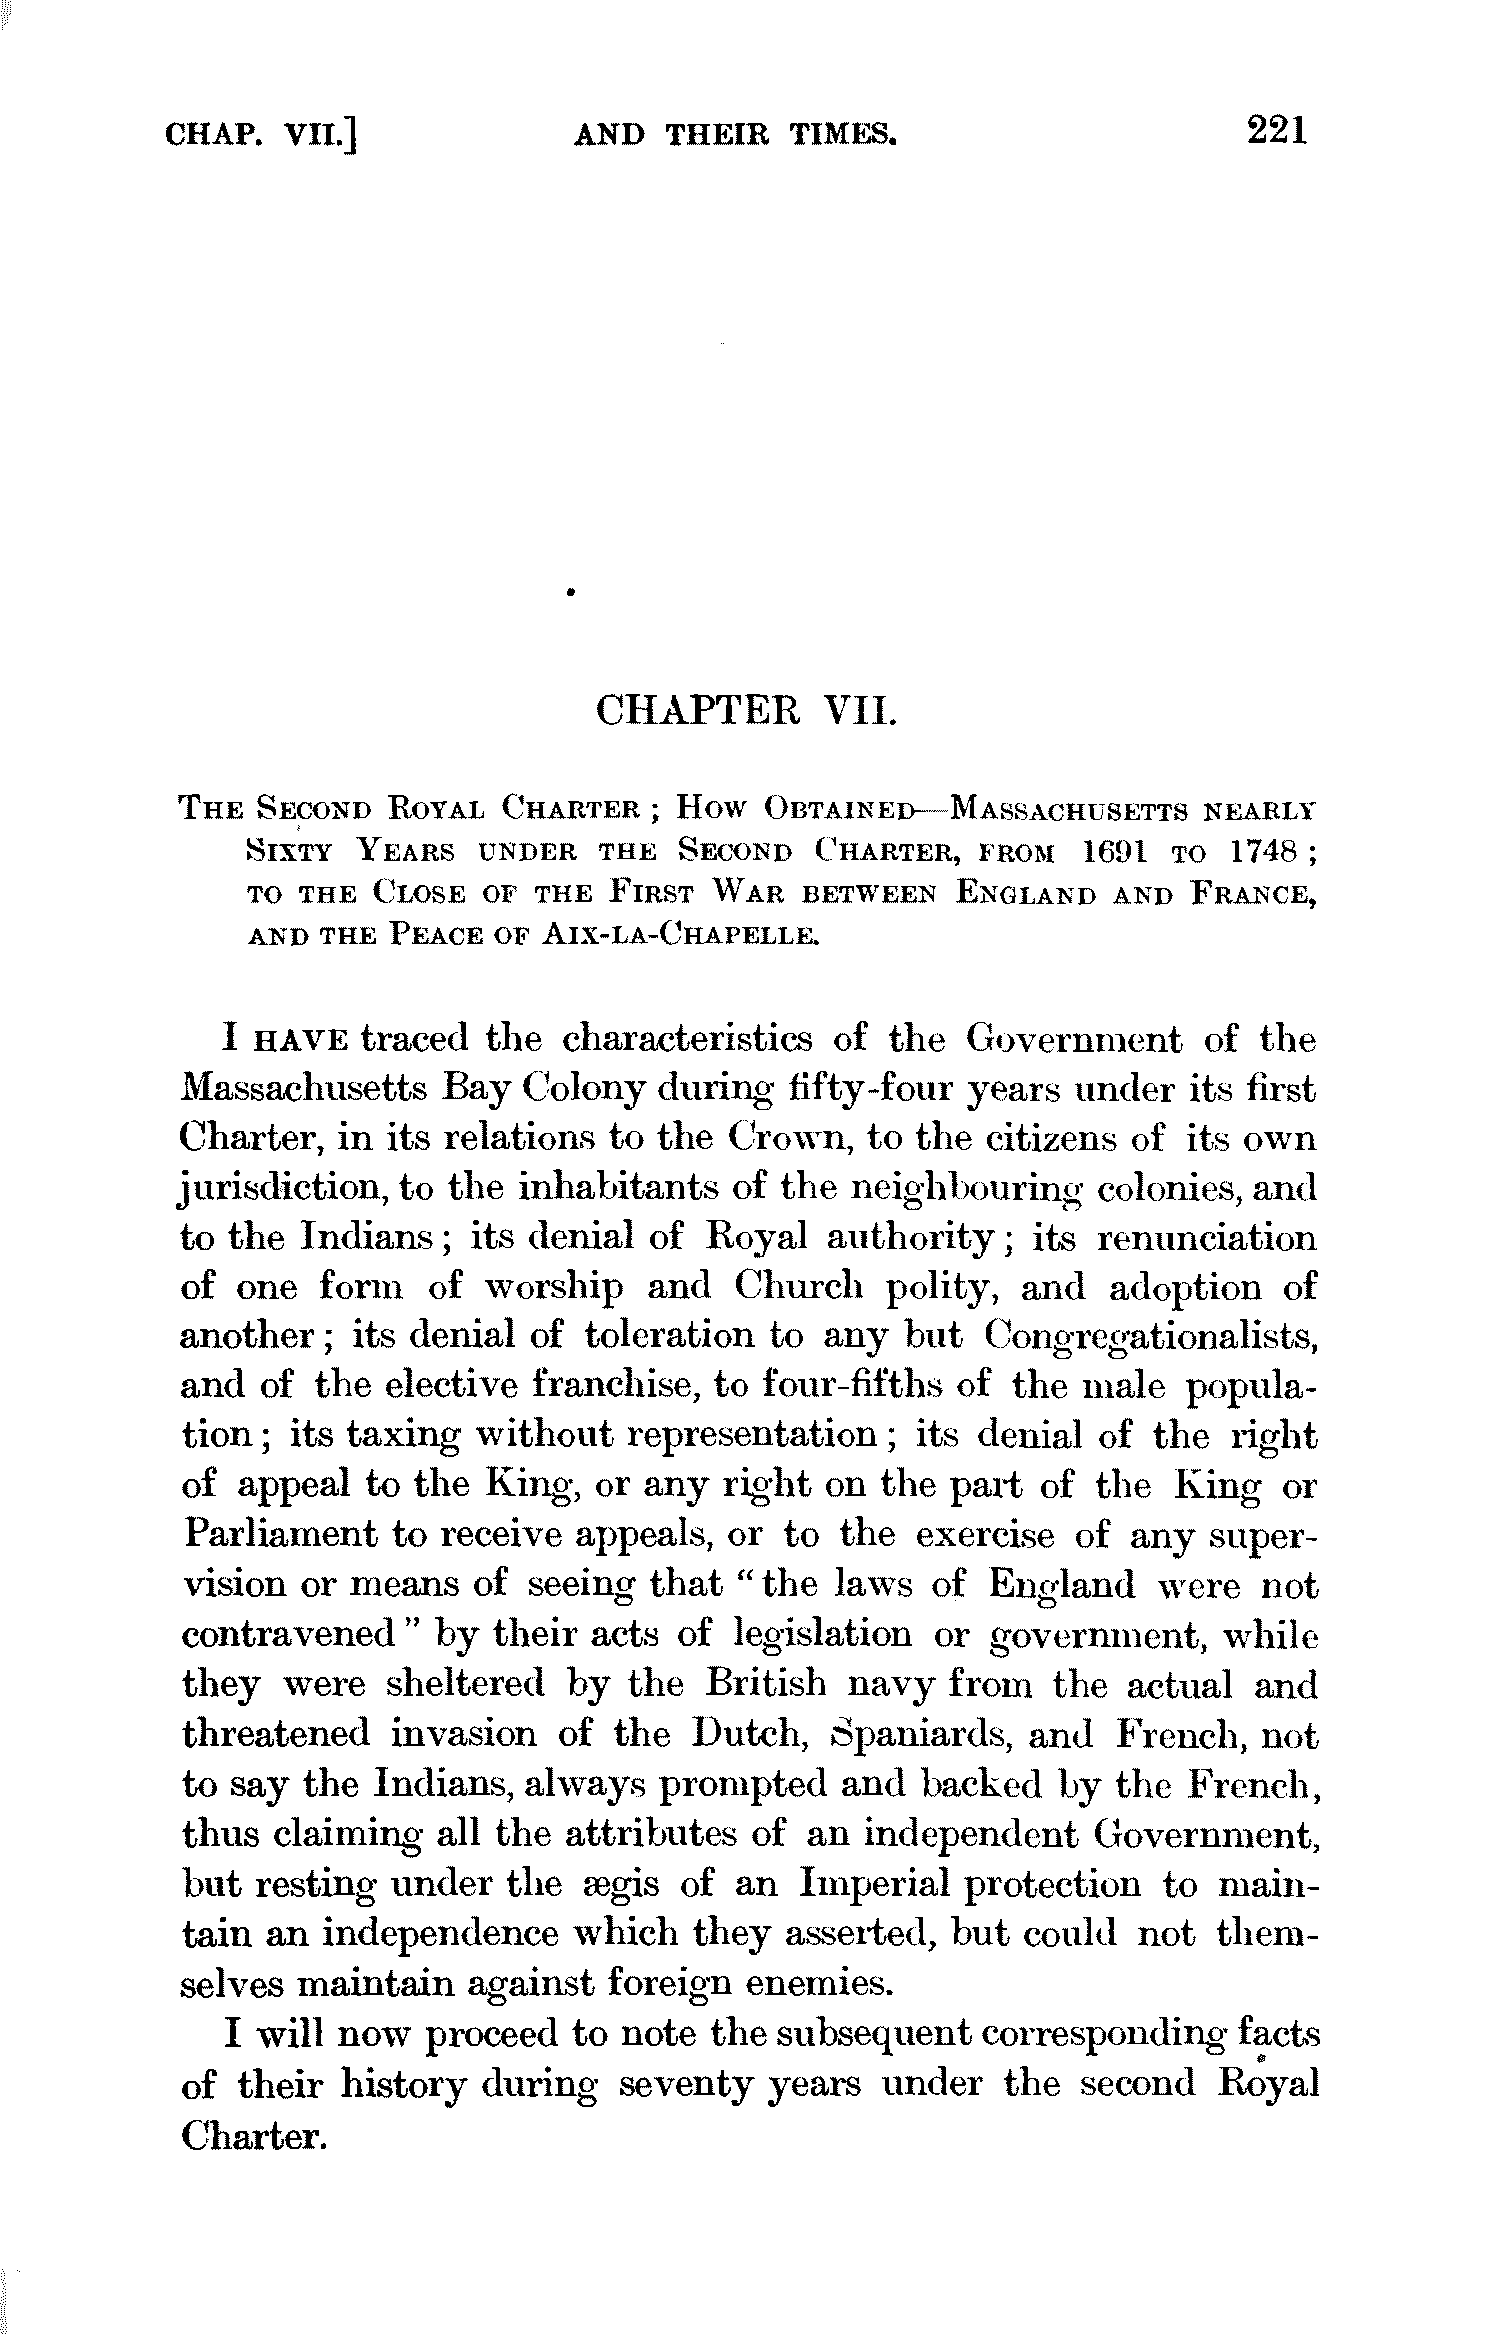 CHAP. VII.] AND THEIR TIMES. 221
CHAPTER VII.
THE SECOND ROYAL CHARTER; HOW OBTAINED—MASSACHUSETTS NEARLY
SIXTY YEARS UNDER THE SECOND CHARTER, FROM 1691 TO 1748;
TO THE CLOSE OF THE FIRST WAR BETWEEN ENGLAND AND FRANCE,
AND THE PEACE OF AIX-LA-CHAPELLE.
I HAVE traced the characteristics of the Government of the
Massachusetts Bay Colony during fifty-four years under its first
Charter, in its relations to the Crown, to the citizens of its own
jurisdiction, to the inhabitants of the neighbouring colonies, and
to the Indians; its denial of Royal authority; its renunciation
of one form of worship and Church polity, and adoption of
another; its denial of toleration to any but Congregationalists,
and of the elective franchise, to four-fifths of the male popula-
tion; its taxing without representation; its denial of the right
of appeal to the King, or any right on the part of the King or
Parliament to receive appeals, or to the exercise of any super-
vision or means of seeing that "the laws of England were not
contravened" by their acts of legislation or government, while
they were sheltered by the British navy from the actual and
threatened invasion of the Dutch, Spaniards, and French, not
to say the Indians, always prompted and backed by the French,
thus claiming all the attributes of an independent Government,
but resting under the ægis of an Imperial protection to main-
tain an independence which they asserted, but could not them-
selves maintain against foreign enemies.
I will now proceed to note the subsequent corresponding facts
of their history during seventy years under the second Royal
Charter.